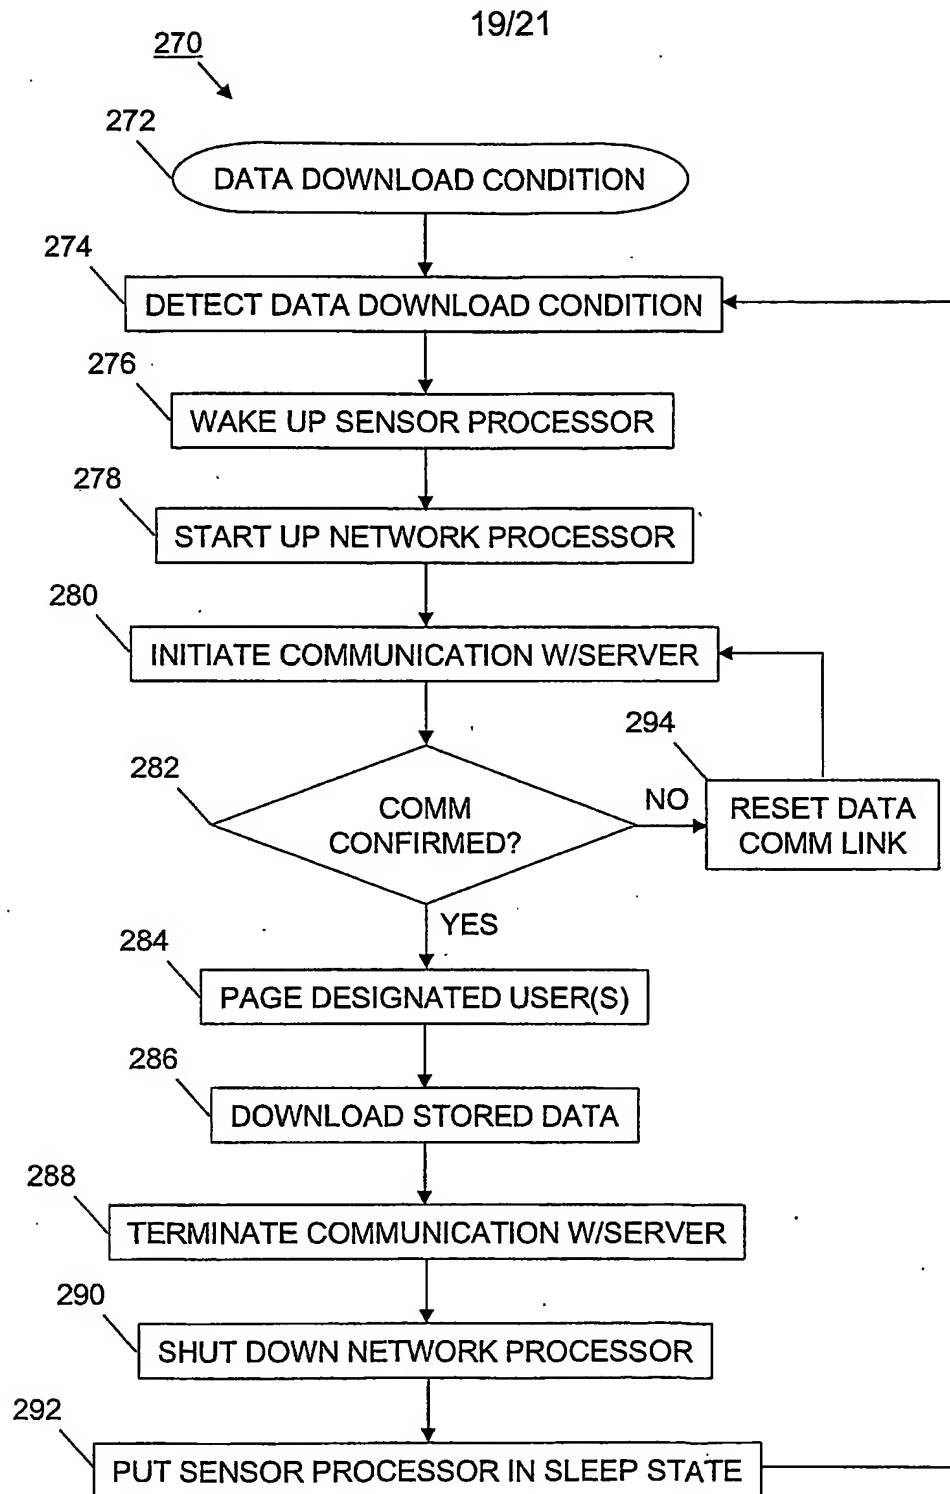 19/21
270
272
DATA DOWNLOAD CONDITION
274
DETECT DATA DOWNLOAD CONDITION
276
WAKE UP SENSOR PROCESSOR
278
START UP NETWORK PROCESSOR
280
INITIATE COMMUNICATION W/SERVER
282
COMM
CONFIRMED?
NO
294
RESET DATA
COMM LINK
YES
284
PAGE DESIGNATED USER(S)
286
DOWNLOAD STORED DATA
288
TERMINATE COMMUNICATION W/SERVER
290
SHUT DOWN NETWORK PROCESSOR
292
PUT SENSOR PROCESSOR IN SLEEP STATE